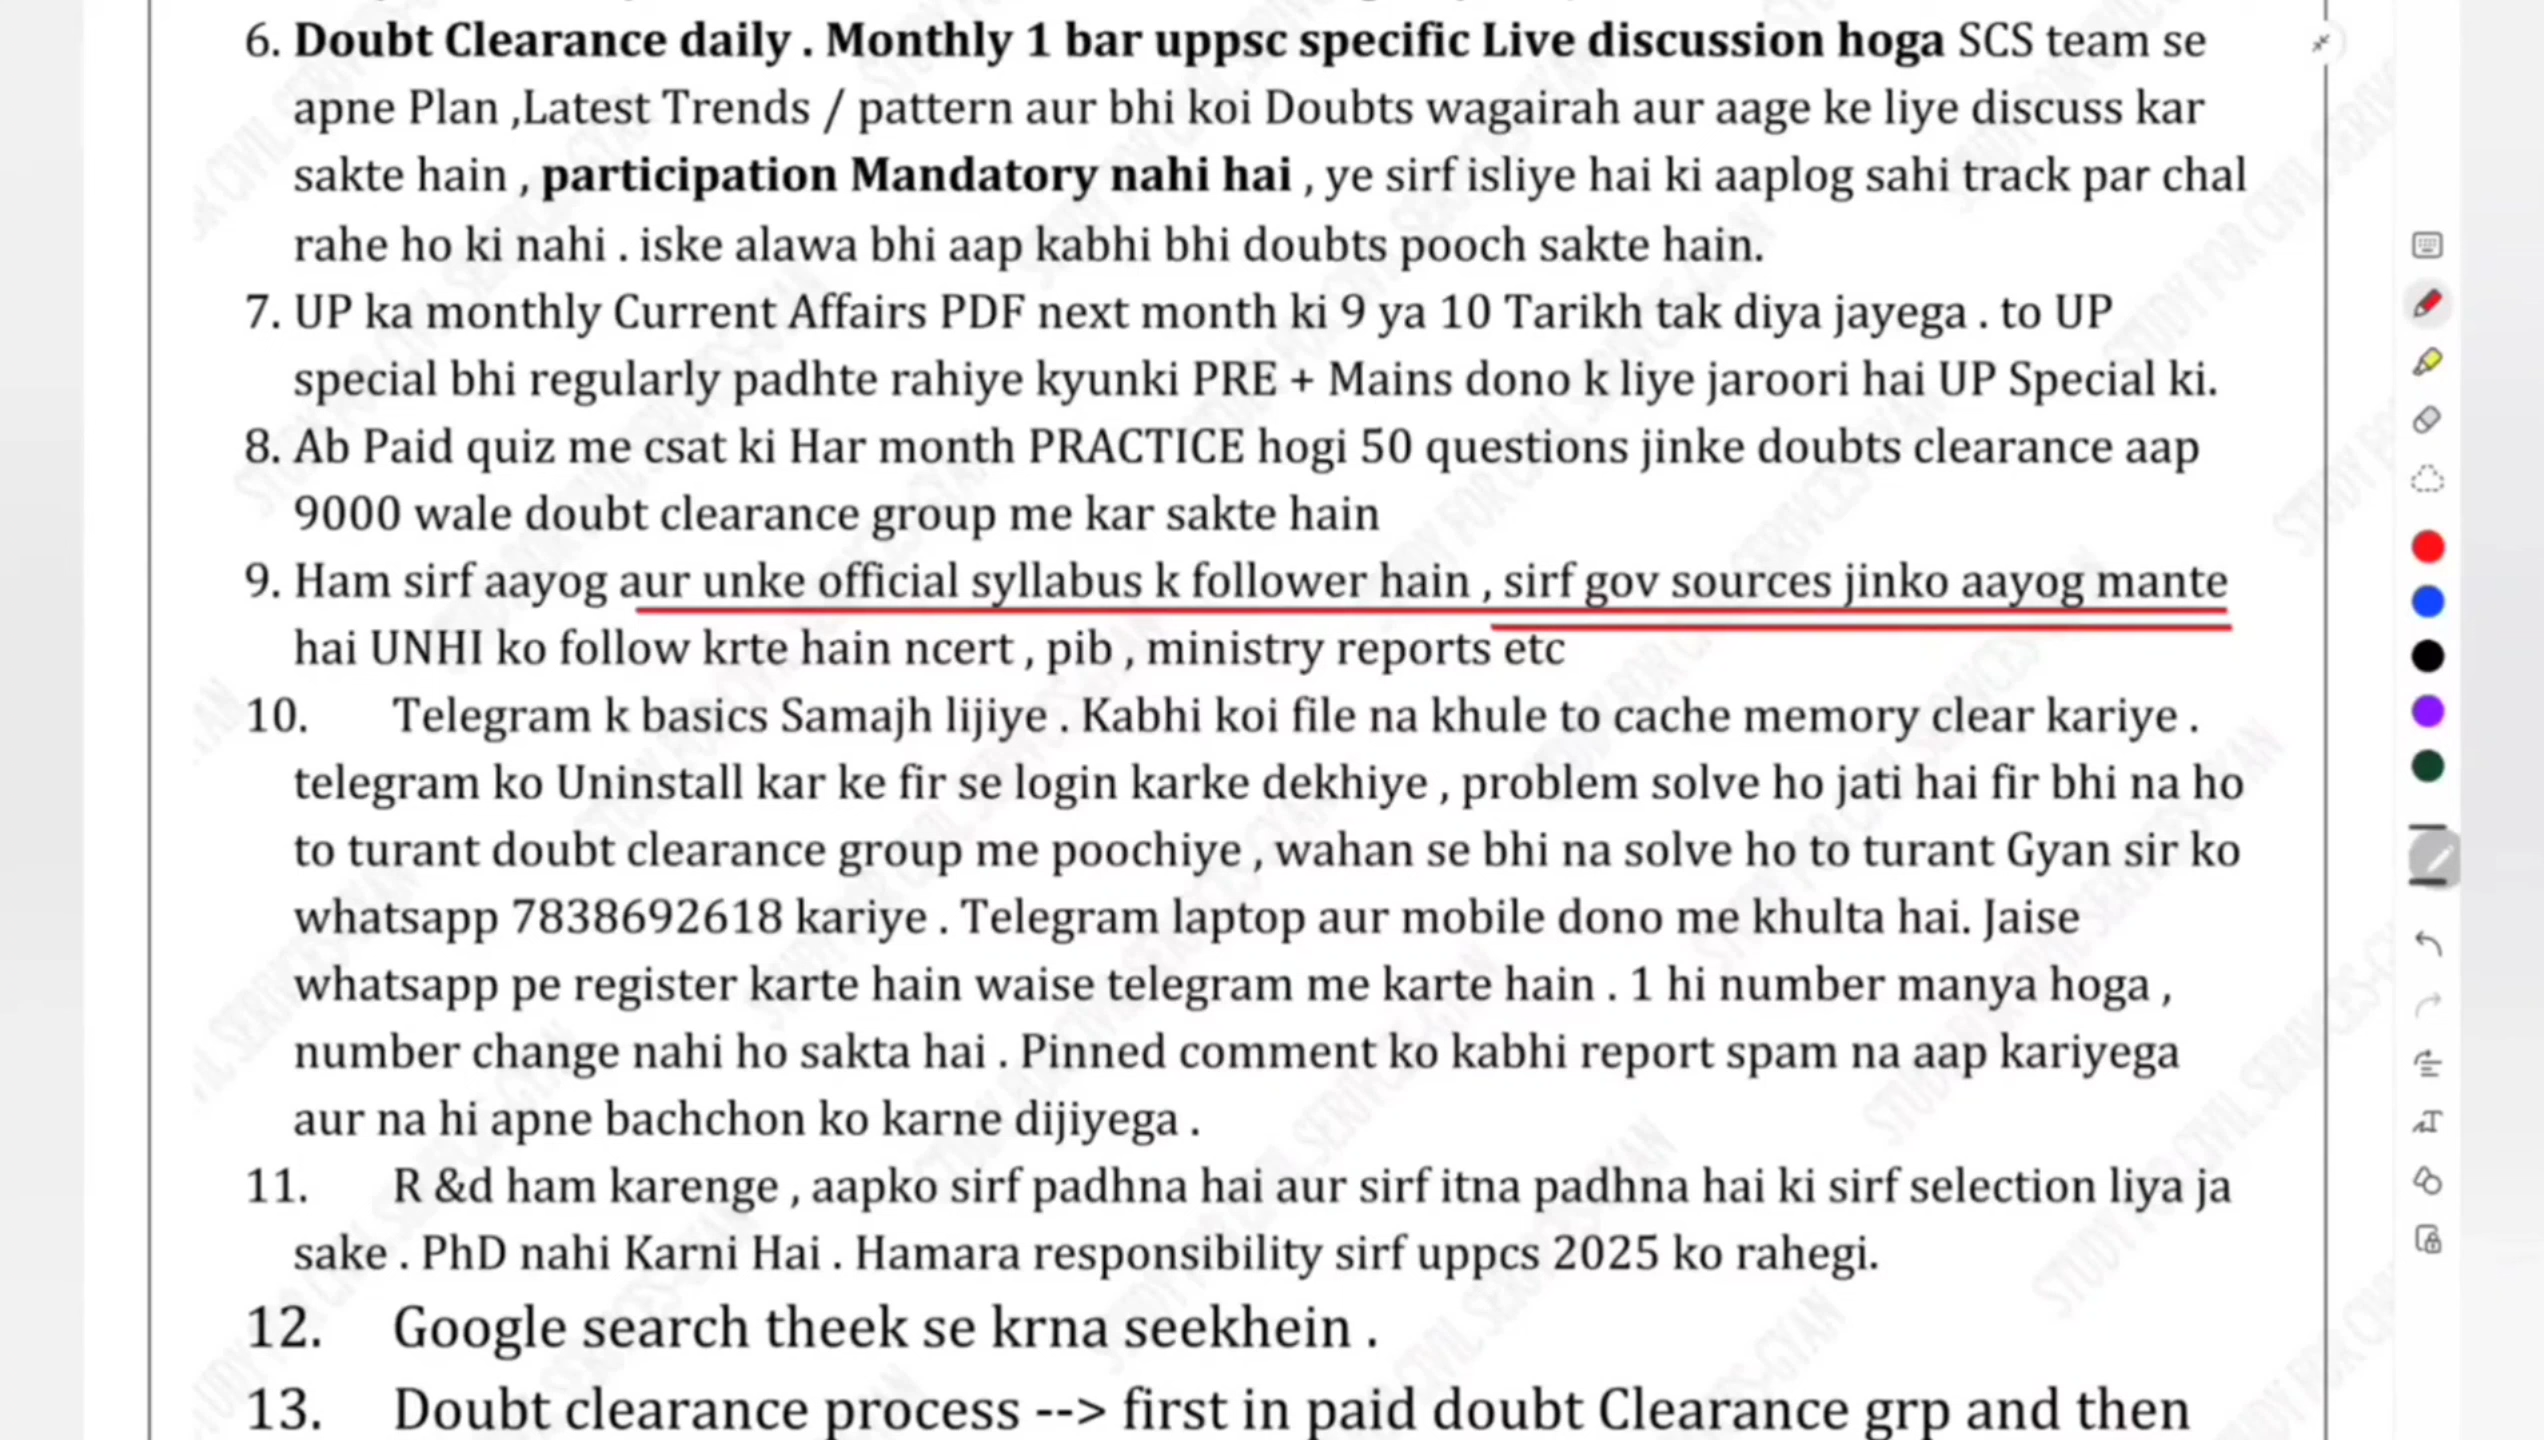 6. Doubt Clearance daily . Monthly 1 bar uppsc specific Live discussion hoga SCS team se
apne Plan ,Latest Trends / pattern aur bhi koi Doubts wagairah aur aage ke liye discuss kar
sakte hain , participation Mandatory nahi hai , ye sirf isliye hai ki aaplog sahi track par chal
rahe ho ki nahi . iske alawa bhi aap kabhi bhi doubts pooch sakte hain.
7. UP ka monthly Current Affairs PDF next month ki 9 ya 10 Tarikh tak diya jayega . to UP
special bhi regularly padhte rahiye kyunki PRE + Mains dono k liye jaroori hai UP Special ki.
8. Ab Paid quiz me csat ki Har month PRACTICE hogi 50 questions jinke doubts clearance aap
9000 wale doubt clearance group me kar sakte hain
9. Ham sirf aayog aur unke official syllabus k follower hain , sirf gov sources jinko aayog mante
hai UNHI ko follow krte hain ncert , pib , ministry reports etc
10. Telegram k basics Samajh lijiye . Kabhi koi file na khule to cache memory clear kariye .
telegram ko Uninstall kar ke fir se login karke dekhiye , problem solve ho jati hai fir bhi na ho
to turant doubt clearance group me poochiye , wahan se bhi na solve ho to turant Gyan sir ko
whatsapp 7838692618 kariye . Telegram laptop aur mobile dono me khulta hai. Jaise
whatsapp pe register karte hain waise telegram me karte hain . 1 hi number manya hoga ,
number change nahi ho sakta hai . Pinned comment ko kabhi report spam na aap kariyega
aur na hi apne bachchon ko karne dijiyega .
11. R &d ham karenge , aapko sirf padhna hai aur sirf itna padhna hai ki sirf selection liya ja
sake . PhD nahi Karni Hai . Hamara responsibility sirf uppcs 2025 ko rahegi.
12. Google search theek se krna seekhein .
13. Doubt clearance process --> first in paid doubt Clearance grp and then